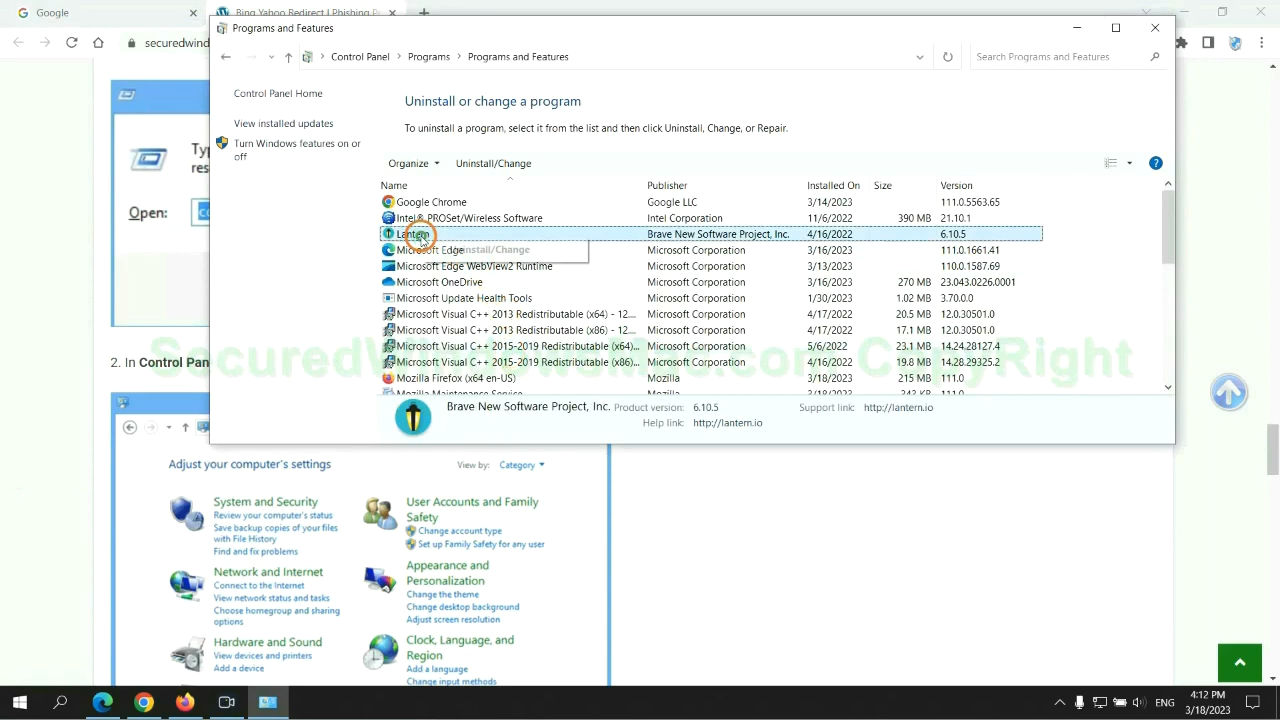 Google
Bing Yahoo Redirect | Phishing P
securedwind
Programs and Features
Control Panel
Programs
Programs and Features
Search Programs and Features
Control Panel Home
View installed updates
Turn Windows features on or
off
Uninstall or change a program
To uninstall a program, select it from the list and then click Uninstall, Change, or Repair.
Organize
Uninstall/Change
Name Publisher Installed On Size Version
Google Chrome Google LLC 3/14/2023 111.0.5563.65
Intel® PROSet/Wireless Software Intel Corporation 11/6/2022 390 MB 21.10.1
Lantern Brave New Software Project, Inc. 4/16/2022 6.10.5
Microsoft Edge Microsoft Corporation 3/16/2023 111.0.1661.41
Uninstall/Change
Microsoft Edge WebView2 Runtime Microsoft Corporation 3/13/2023 110.0.1587.69
Microsoft OneDrive Microsoft Corporation 3/16/2023 270 MB 23.043.0226.0001
Microsoft Update Health Tools Microsoft Corporation 1/30/2023 1.02 MB 3.70.0.0
Microsoft Visual C++ 2013 Redistributable (x64) - 12.... Microsoft Corporation 4/17/2022 20.5 MB 12.0.30501.0
Microsoft Visual C++ 2013 Redistributable (x86) - 12.... Microsoft Corporation 4/17/2022 17.1 MB 12.0.30501.0
Microsoft Visual C++ 2015-2019 Redistributable (x64)... Microsoft Corporation 5/6/2022 23.1 MB 14.24.28127.4
Microsoft Visual C++ 2015-2019 Redistributable (x86)... Microsoft Corporation 4/16/2022 19.8 MB 14.28.29325.2
Mozilla Firefox (x64 en-US) Mozilla 3/18/2023 215 MB 111.0
Mozilla Maintenance Service Mozilla 3/18/2023 343 KB 111.0
Brave New Software Project, Inc. Product version: 6.10.5 Support link: http://lantern.io
Help link: http://lantern.io
Typ
res
Open: co
2. In Control Pan
Adjust your computer's settings
View by: Category
System and Security
Review your computer's status
Save backup copies of your files
with File History
Find and fix problems
Network and Internet
Connect to the Internet
View network status and tasks
Choose homegroup and sharing
options
Hardware and Sound
View devices and printers
Add a device
User Accounts and Family
Safety
Change account type
Set up Family Safety for any user
Appearance and
Personalization
Change the theme
Change desktop background
Adjust screen resolution
Clock, Language, and
Region
Add a language
Change input methods
ENG
4:12 PM
3/18/2023